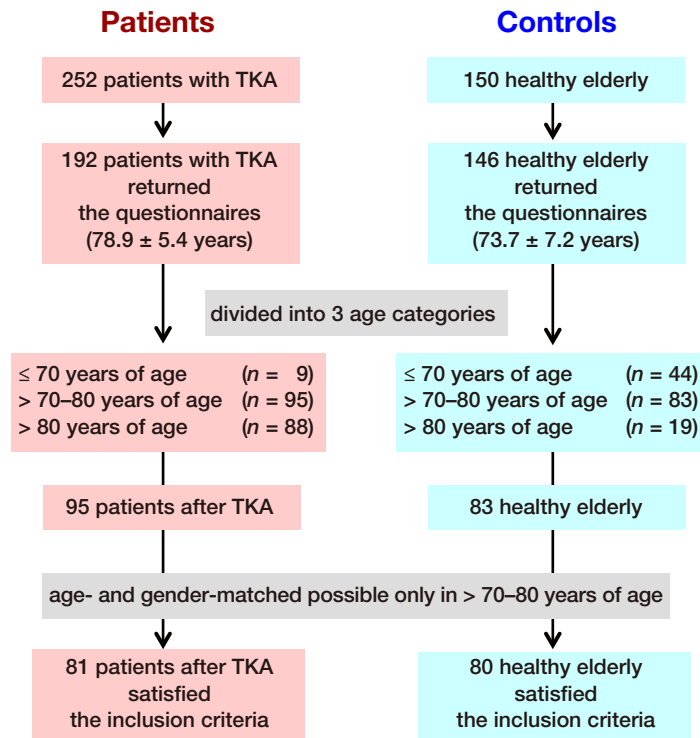 Patients
252 patients with TKA
192 patients with TKA
returned
the questionnaires
(78.9 ± 5.4 years)
Controls
150 healthy elderly
146 healthy elderly
returned
the questionnaires
(73.7 ± 7.2 years)
divided into 3 age categories
≤ 70 years of age (n = 9)
> 70–80 years of age (n = 95)
> 80 years of age (n = 88)
≤ 70 years of age (n = 44)
> 70–80 years of age (n = 83)
> 80 years of age (n = 19)
95 patients after TKA
83 healthy elderly
age- and gender-matched possible only in > 70–80 years of age
81 patients after TKA
satisfied
the inclusion criteria
80 healthy elderly
satisfied
the inclusion criteria